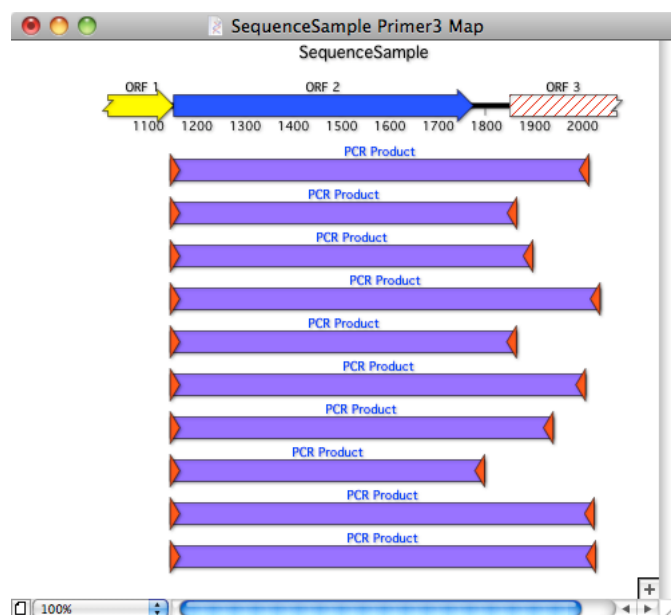 SequenceSample Primer3 Map
SequenceSample
ORF 1 ORF 2 ORF 3
1100 1200 1300 1400 1500 1600 1700 1800 1900 2000
PCR Product
PCR Product
PCR Product
PCR Product
PCR Product
PCR Product
PCR Product
PCR Product
PCR Product
PCR Product
100%